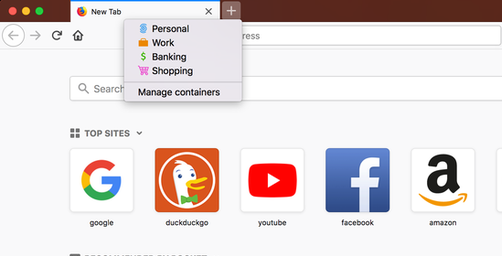 New Tab
Personal
Work
Banking
Shopping
Manage containers
ress
Search
TOP SITES
google
duckduckgo
youtube
facebook
amazon